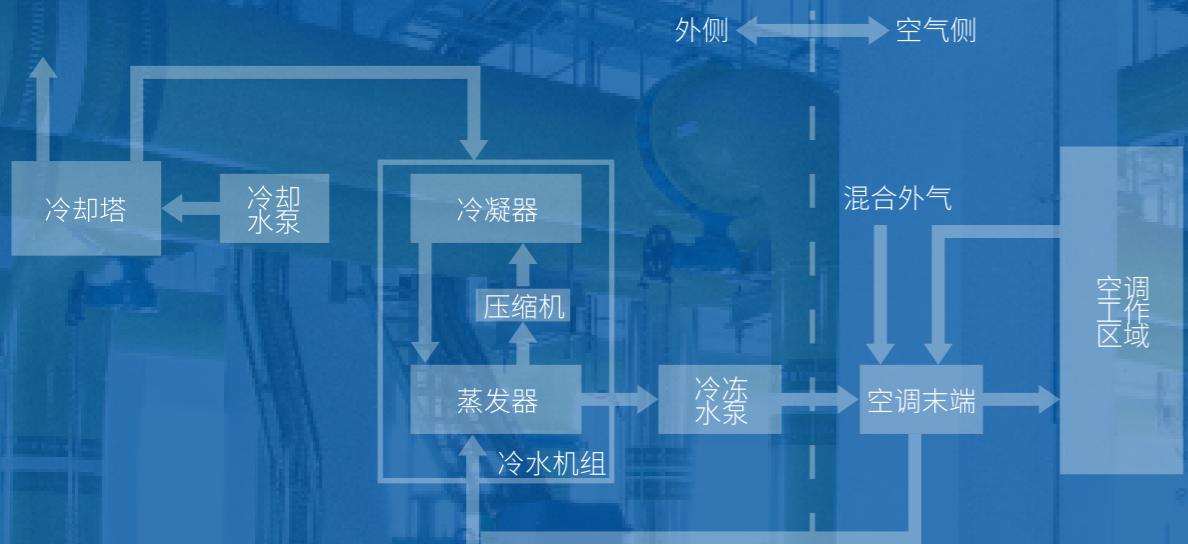 外侧
空气侧
冷却塔
冷却
水泵
冷凝器
混合外气
压缩机
空调
工作
区域
蒸发器
冷冻
水泵
空调末端
冷水机组